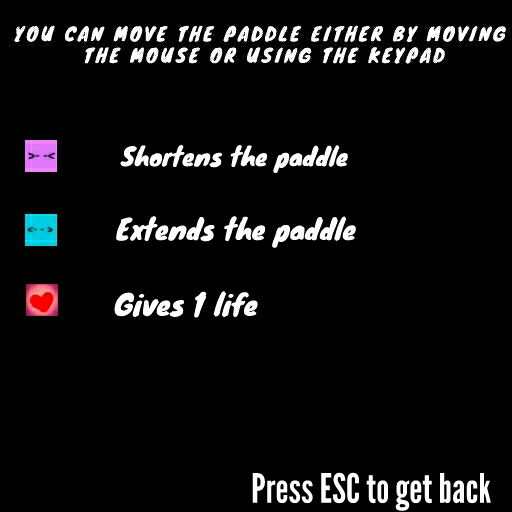 YOU CAN MOVE THE PADDLE EITHER BY MOVING
THE MOUSE OR USING THE KEYPAD
>--< Shortens the paddle
<--> Extends the paddle
Gives 1 life
Press ESC to get back